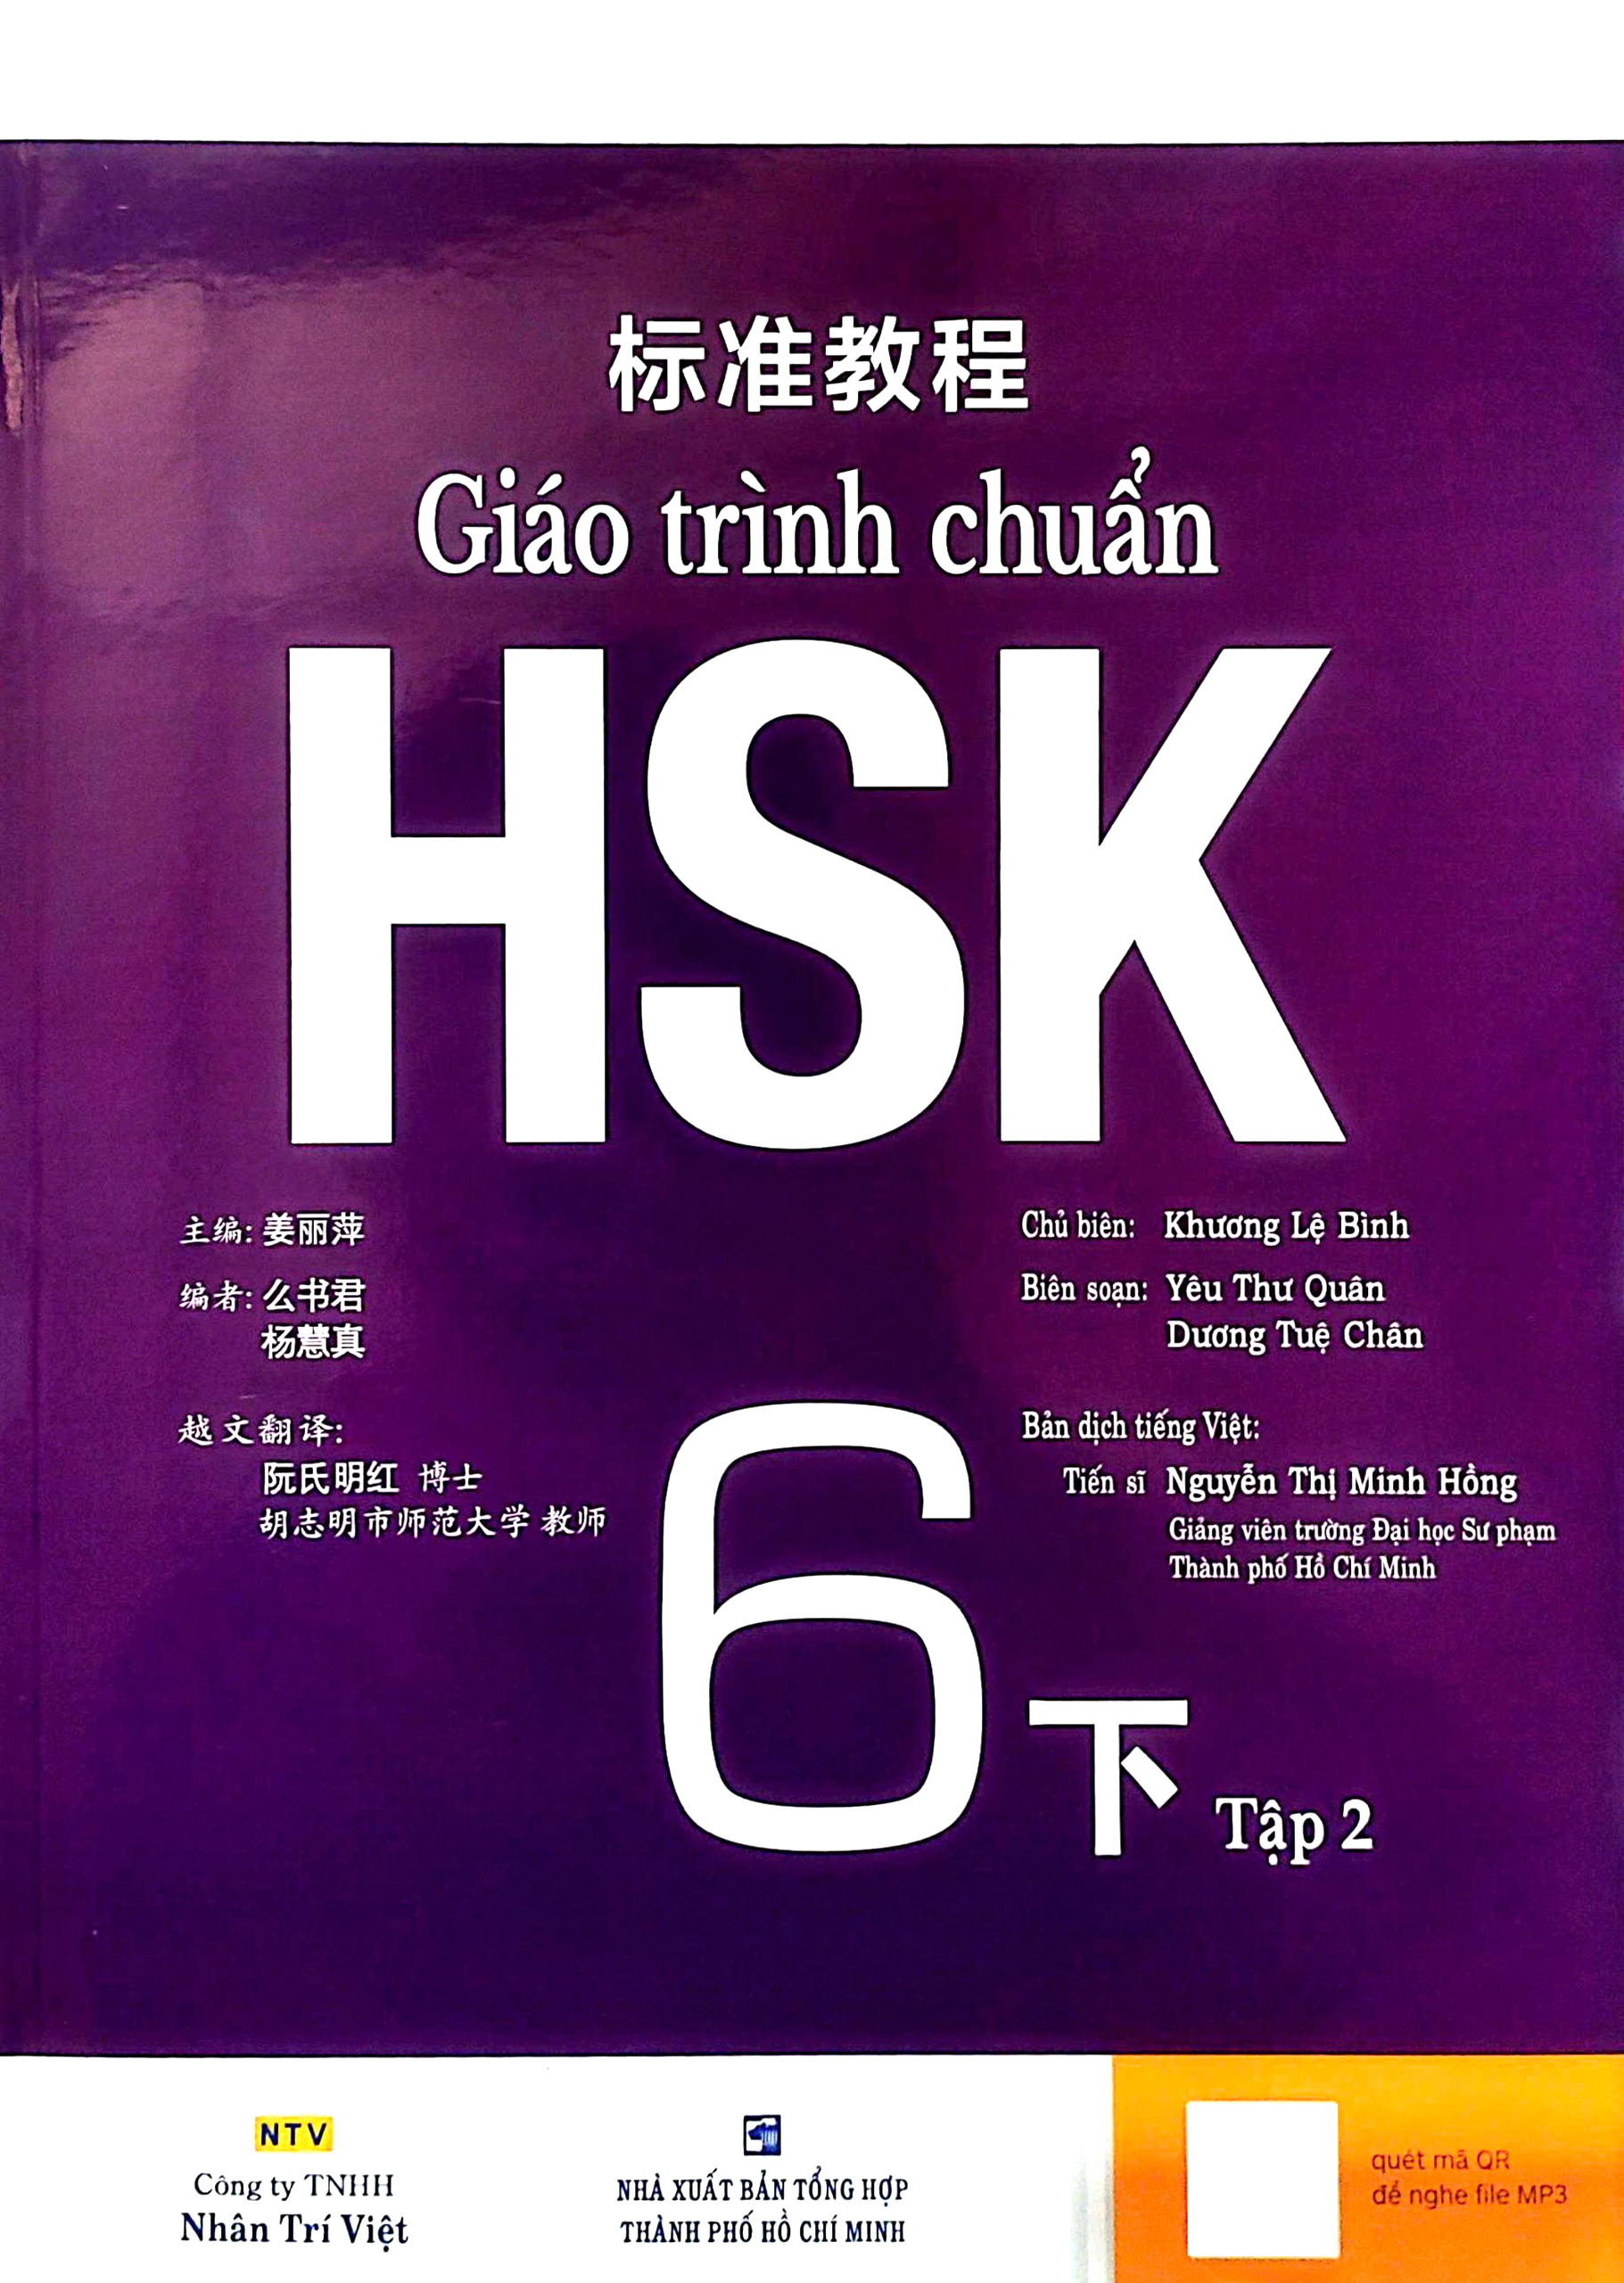 标准教程
Giáo trình chuẩn
HSK
主编: 姜丽萍
编者: 么书君
杨慧真
越文翻译:
阮氏明红 博士
胡志明市师范大学 教师
Chủ biên: Khương Lệ Bình
Biên soạn: Yêu Thư Quân
Dương Tuệ Chân
Bản dịch tiếng Việt:
Tiến sĩ Nguyễn Thị Minh Hồng
Giảng viên trường Đại học Sư phạm
Thành phố Hồ Chí Minh
6下 Tập 2
NTV
Công ty TNHH
Nhân Trí Việt
NHÀ XUẤT BẢN TỔNG HỢP
THÀNH PHỐ HỒ CHÍ MINH
quét mã QR
để nghe file MP3